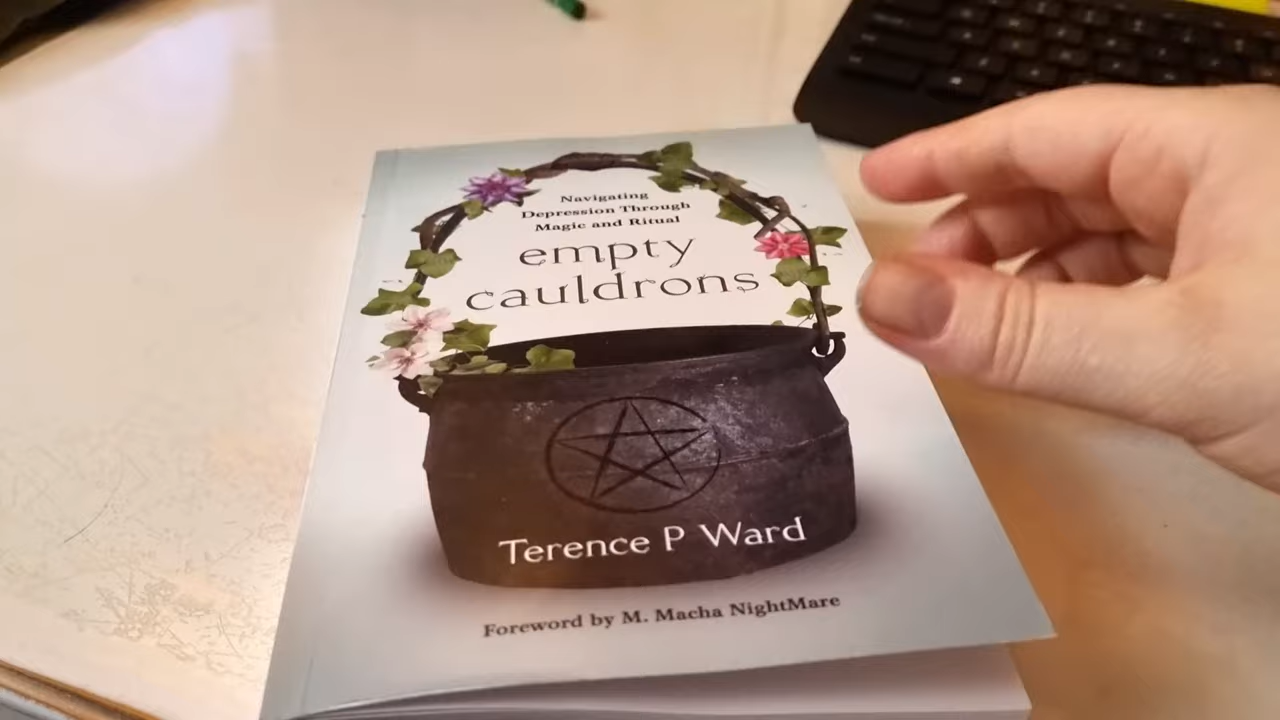 Navigating
Depression Through
Magic and Ritual
empty
cauldrons
Terence P Ward
Foreword by M. Macha NightMare